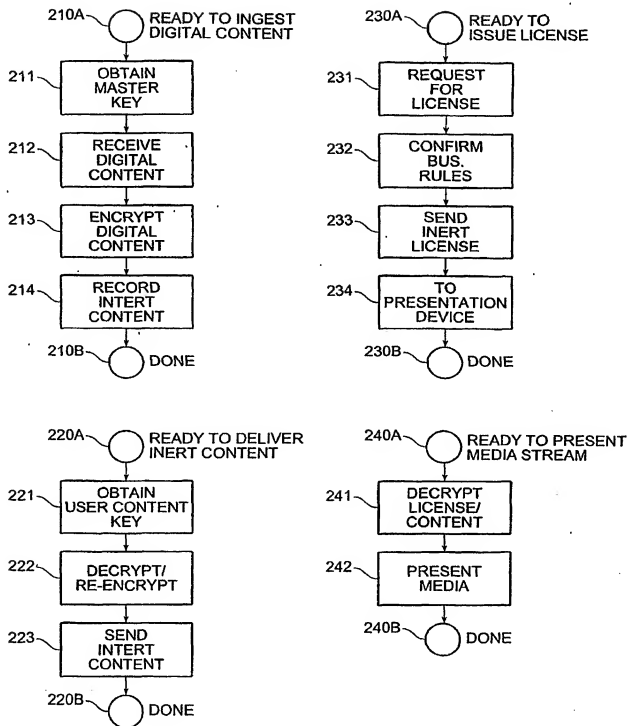 210A
READY TO INGEST
DIGITAL CONTENT
211
OBTAIN
MASTER
KEY
212
RECEIVE
DIGITAL
CONTENT
213
ENCRYPT
DIGITAL
CONTENT
214
RECORD
INTERT
CONTENT
210B
DONE
230A
READY TO
ISSUE LICENSE
231
REQUEST
FOR
LICENSE
232
CONFIRM
BUS.
RULES
233
SEND
INERT
LICENSE
234
TO
PRESENTATION
DEVICE
230B
DONE
220A
READY TO DELIVER
INERT CONTENT
221
OBTAIN
USER CONTENT
KEY
222
DECRYPT/
RE-ENCRYPT
223
SEND
INTERT
CONTENT
220B
DONE
240A
READY TO PRESENT
MEDIA STREAM
241
DECRYPT
LICENSE/
CONTENT
242
PRESENT
MEDIA
240B
DONE